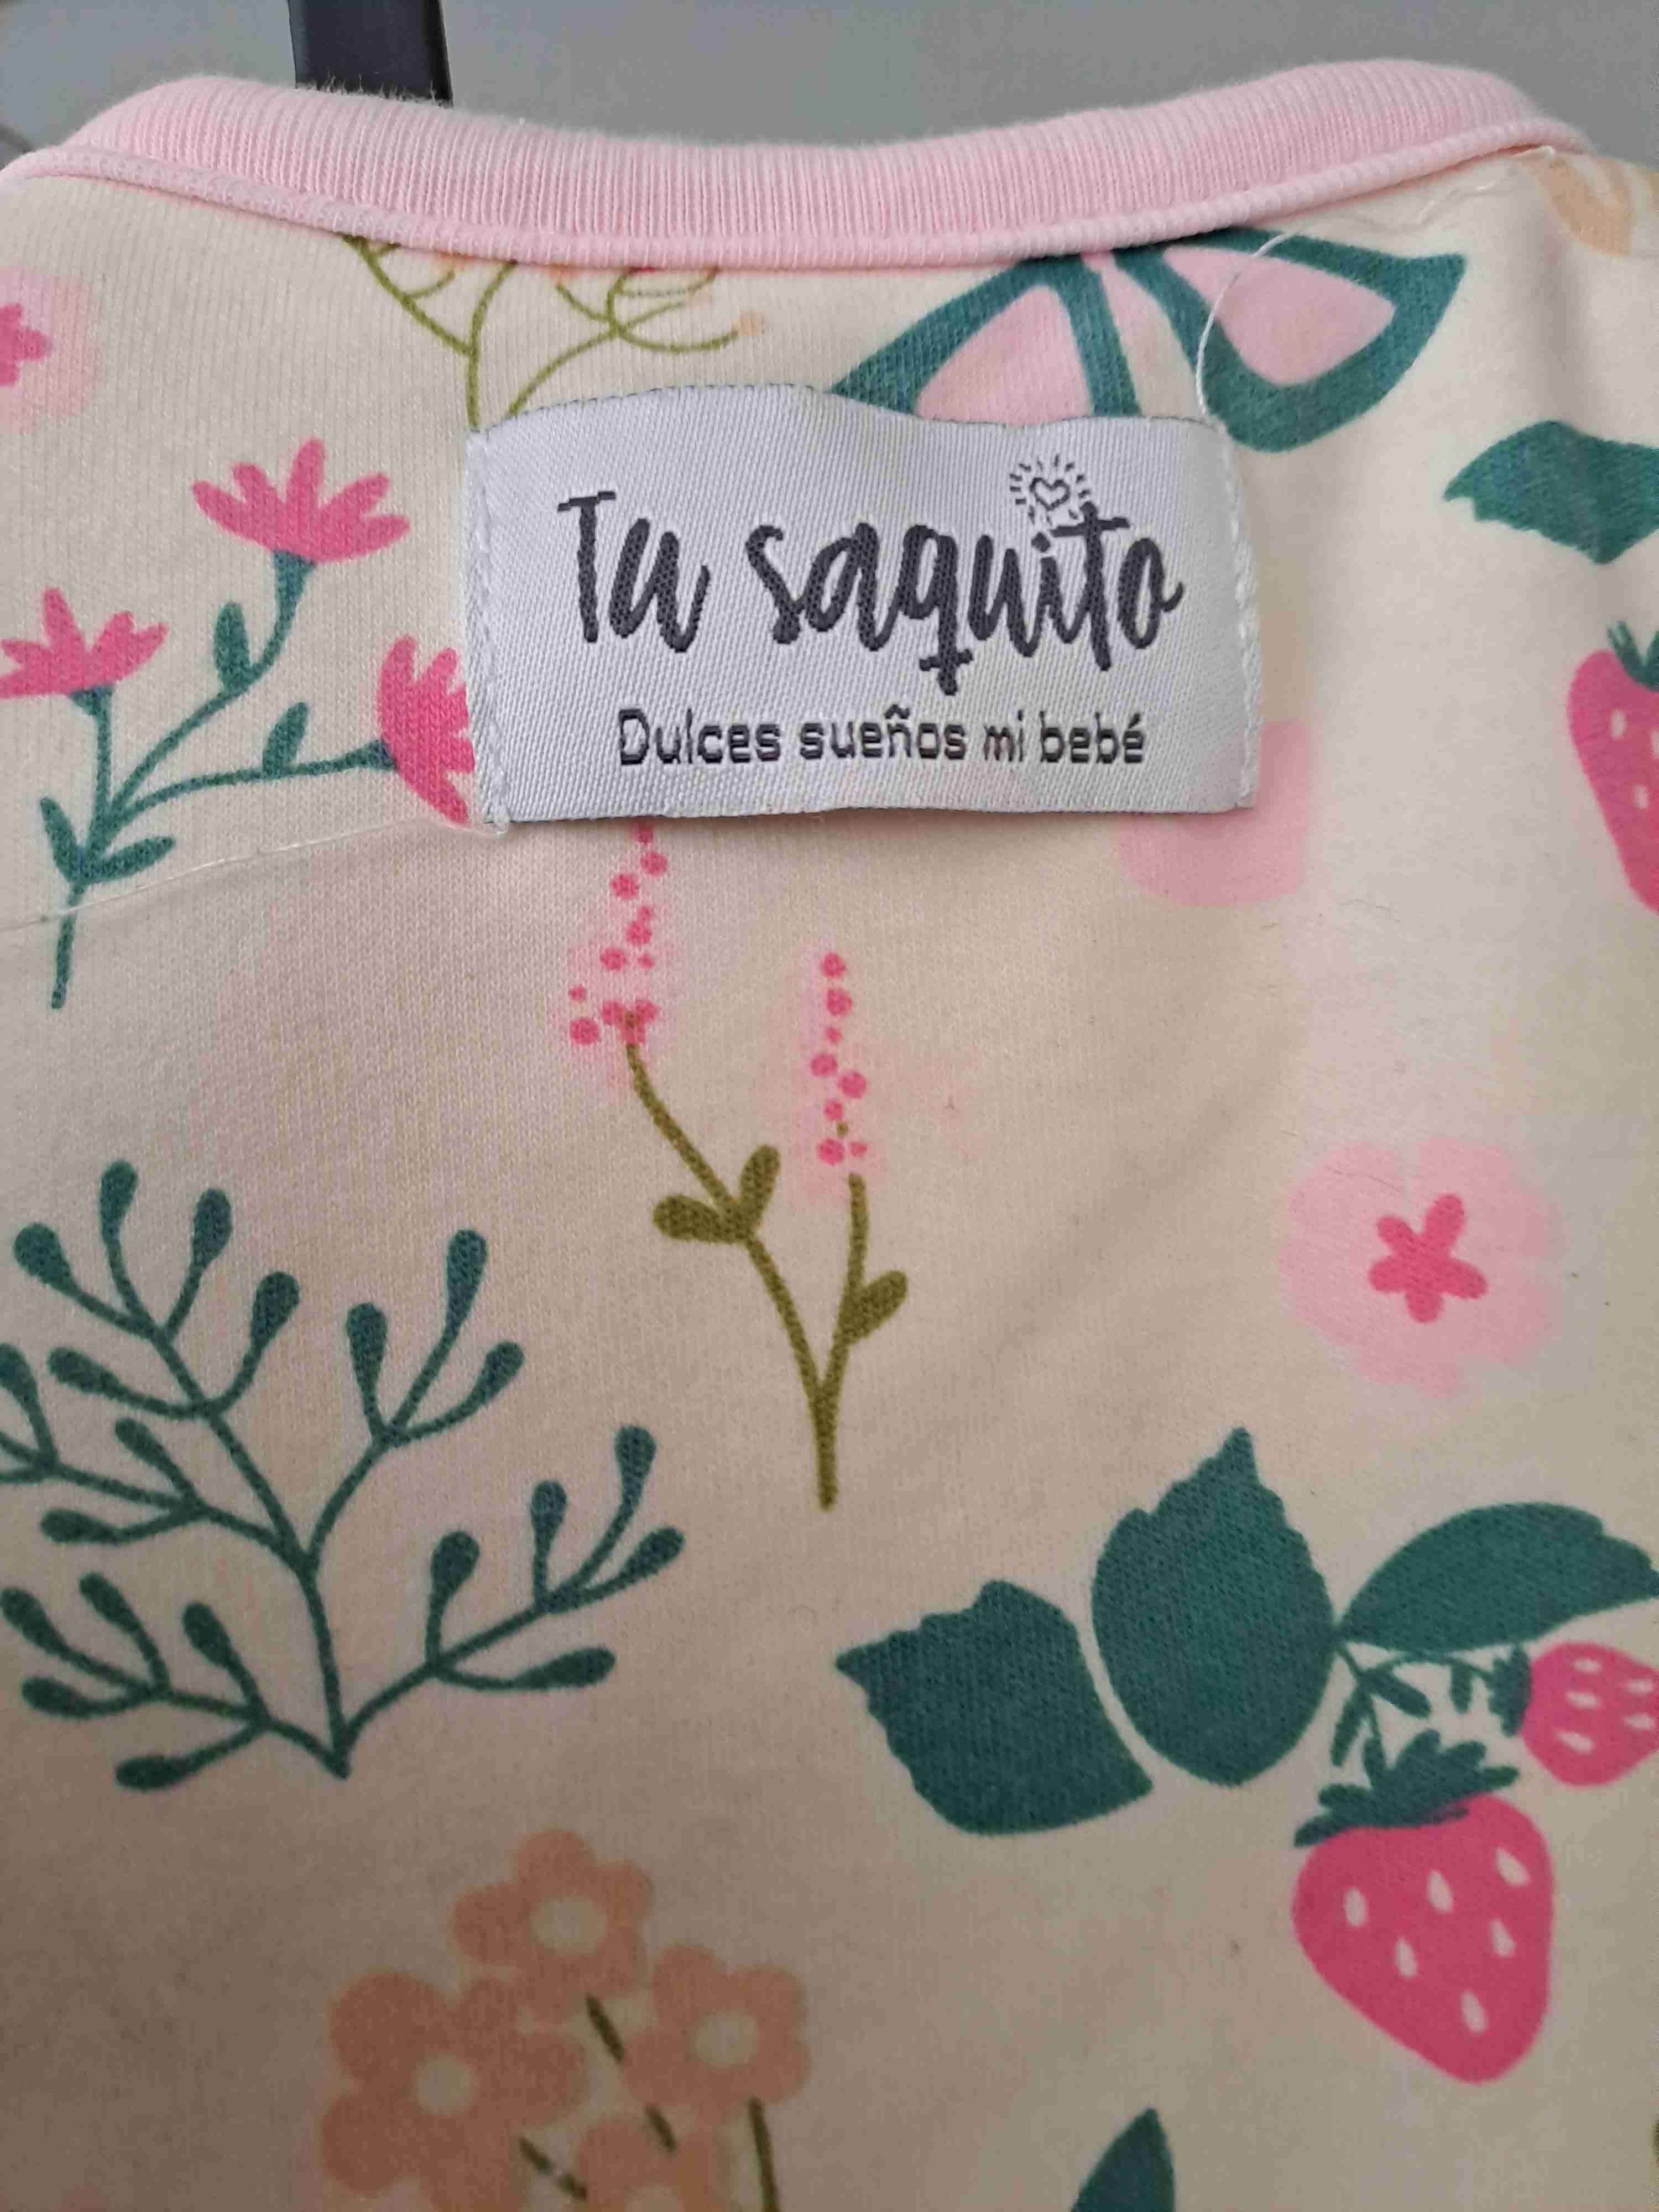 Tu saquito
Dulces sueños mi bebé